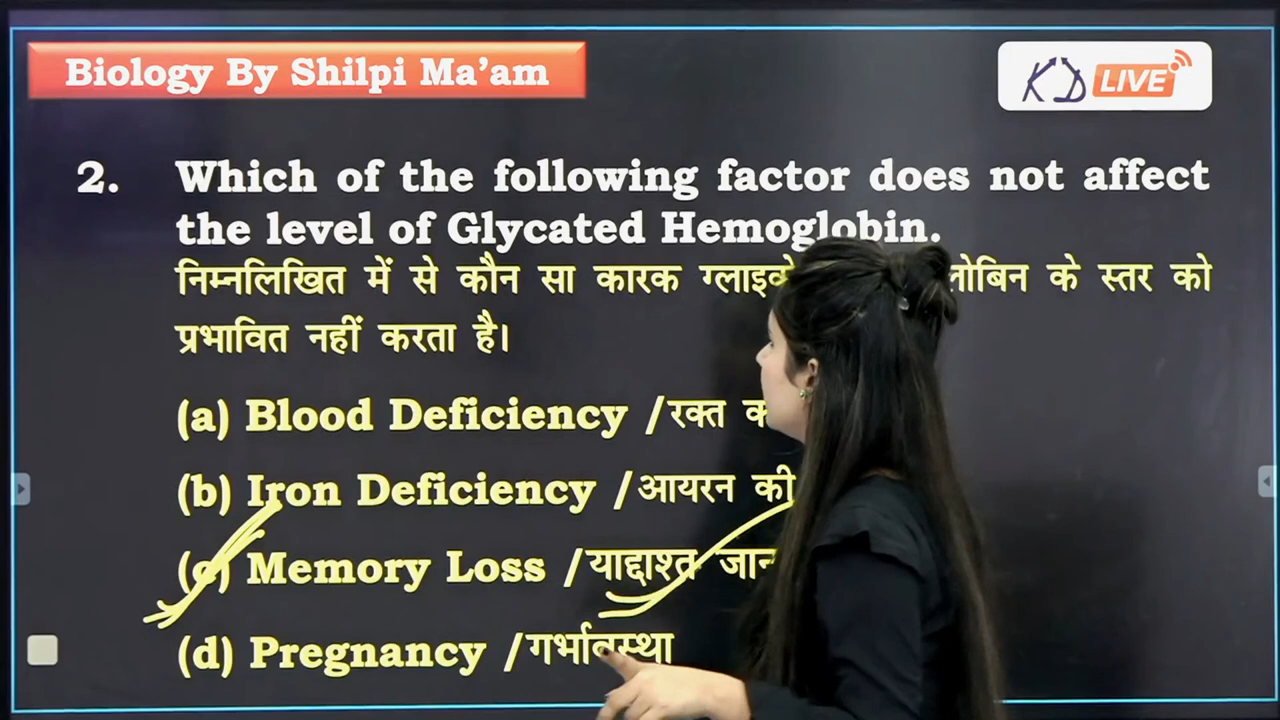 Biology By Shilpi Ma'am
KD LIVE
2. Which of the following factor does not affect
the level of Glycated Hemoglobin.
निम्नलिखित में से कौन सा कारक के स्तर को
प्रभावित नहीं करता है।
(a) Blood Deficiency /रक्त
(b) Iron Deficiency /आयरन की
(c) Memory Loss /याद्दाश्त
(d) Pregnancy /गर्भावस्था